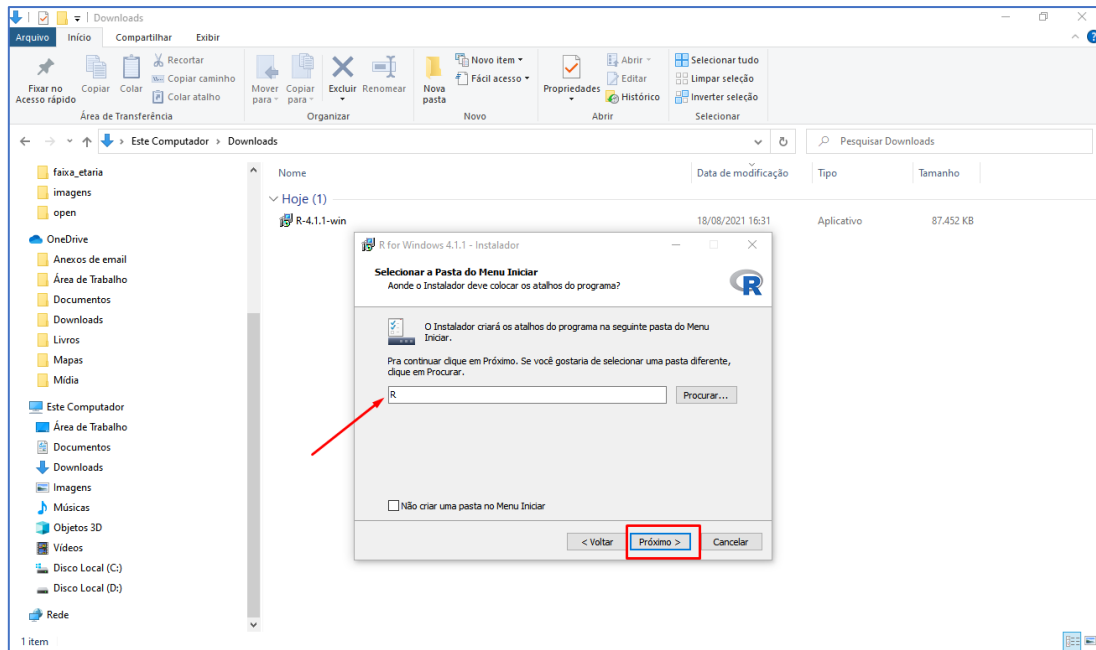 Downloads
Arquivo Início Compartilhar Exibir
Fixar no
Acesso rápido
Copiar
Colar
Recortar
Copiar caminho
Colar atalho
Área de Transferência
Mover
para
Copiar
para
Excluir
Renomear
Organizar
Nova
pasta
Novo item
Fácil acesso
Novo
Propriedades
Abrir
Editar
Histórico
Abrir
Selecionar tudo
Limpar seleção
Inverter seleção
Selecionar
Este Computador > Downloads
Pesquisar Downloads
faixa_etaria
imagens
open
OneDrive
Anexos de email
Área de Trabalho
Documentos
Downloads
Livros
Mapas
Mídia
Este Computador
Área de Trabalho
Documentos
Downloads
Imagens
Músicas
Objetos 3D
Vídeos
Disco Local (C:)
Disco Local (D:)
Rede
Nome Data de modificação Tipo Tamanho
Hoje (1)
R-4.1.1-win 18/08/2021 16:31 Aplicativo 87.452 KB
R for Windows 4.1.1 - Instalador
Selecionar a Pasta do Menu Iniciar
Aonde o Instalador deve colocar os atalhos do programa?
R
O Instalador criará os atalhos do programa na seguinte pasta do Menu
Iniciar.
Pra continuar clique em Próximo. Se você gostaria de selecionar uma pasta diferente,
clique em Procurar.
R
Procurar...
Não criar uma pasta no Menu Iniciar
< Voltar Próximo > Cancelar
1 item